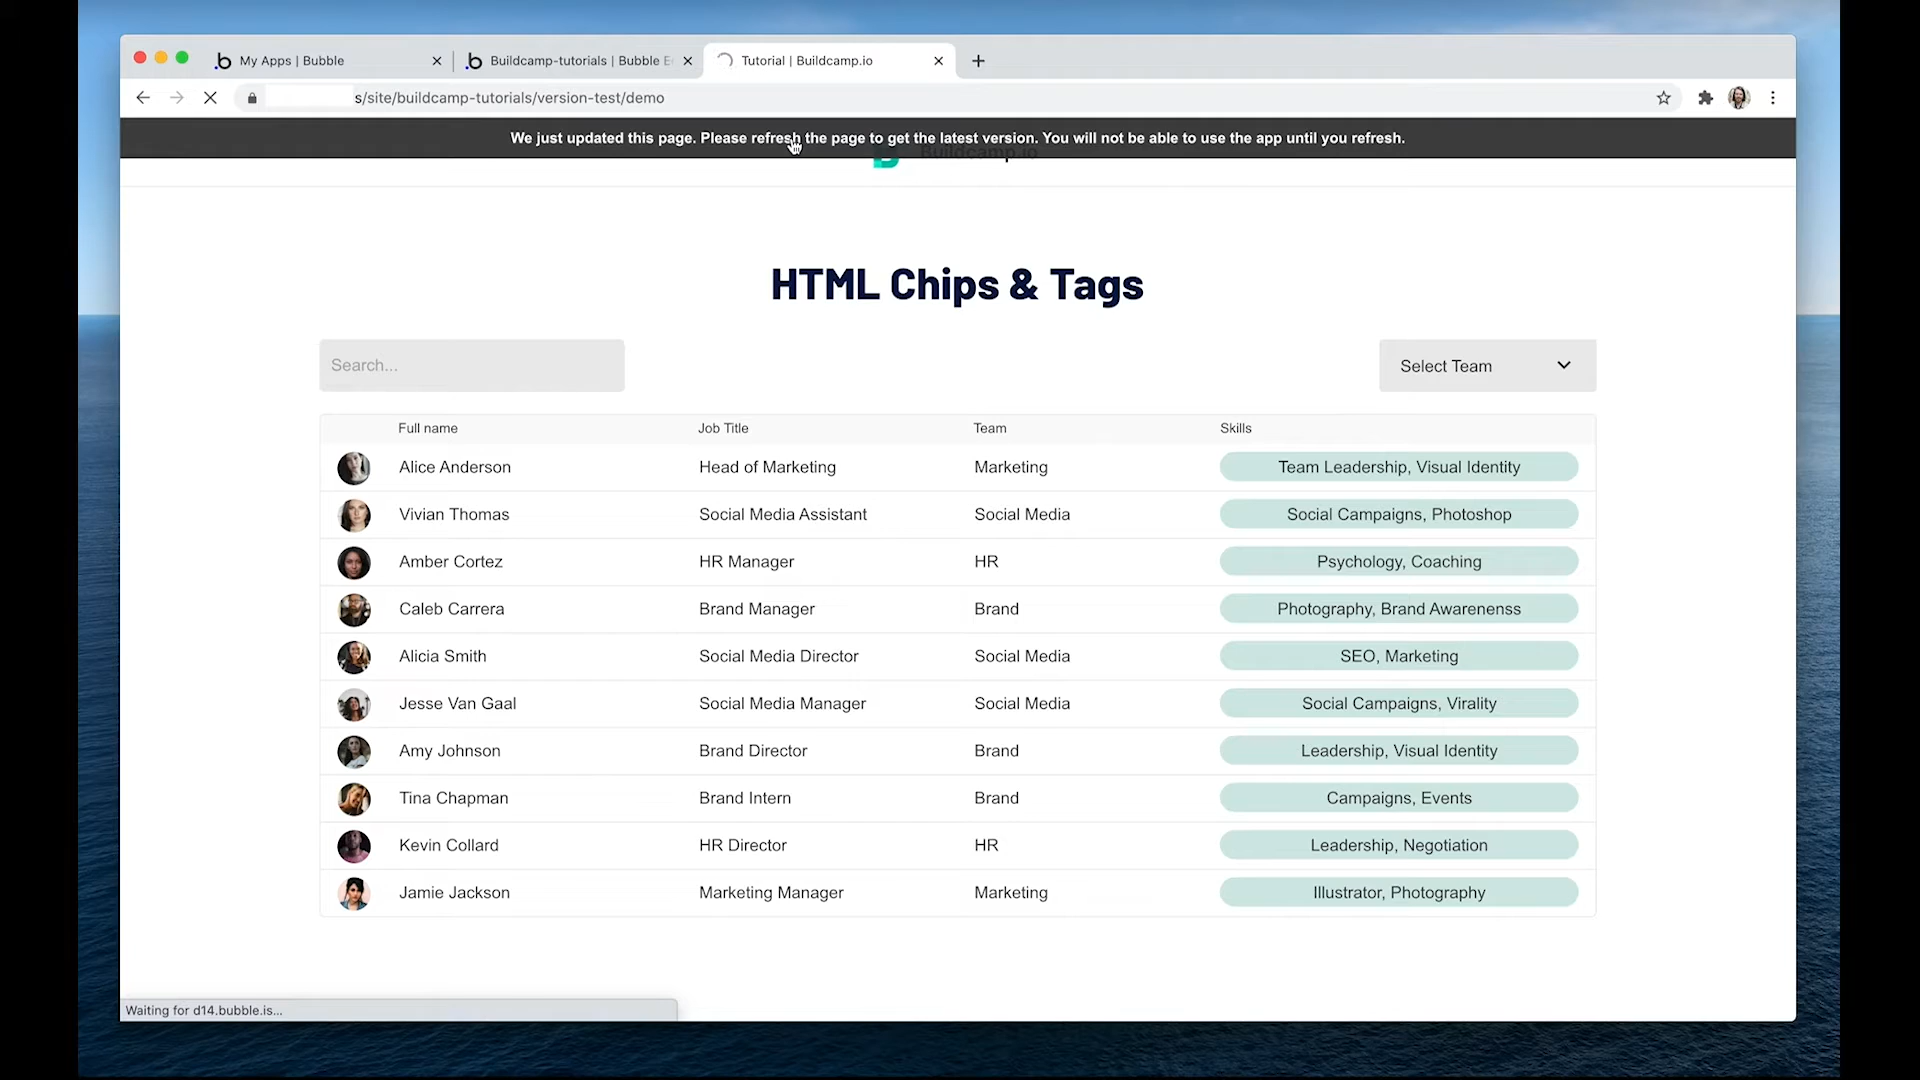 My Apps | Bubble
Buildcamp-tutorials | Bubble E
Tutorial | Buildcamp.io
s/site/buildcamp-tutorials/version-test/demo
We just updated this page. Please refresh the page to get the latest version. You will not be able to use the app until you refresh.
Buildcamp.io
HTML Chips & Tags
Search...
Select Team
Full name Job Title Team Skills
Alice Anderson Head of Marketing Marketing Team Leadership, Visual Identity
Vivian Thomas Social Media Assistant Social Media Social Campaigns, Photoshop
Amber Cortez HR Manager HR Psychology, Coaching
Caleb Carrera Brand Manager Brand Photography, Brand Awarenenss
Alicia Smith Social Media Director Social Media SEO, Marketing
Jesse Van Gaal Social Media Manager Social Media Social Campaigns, Virality
Amy Johnson Brand Director Brand Leadership, Visual Identity
Tina Chapman Brand Intern Brand Campaigns, Events
Kevin Collard HR Director HR Leadership, Negotiation
Jamie Jackson Marketing Manager Marketing Illustrator, Photography
Waiting for d14.bubble.is...